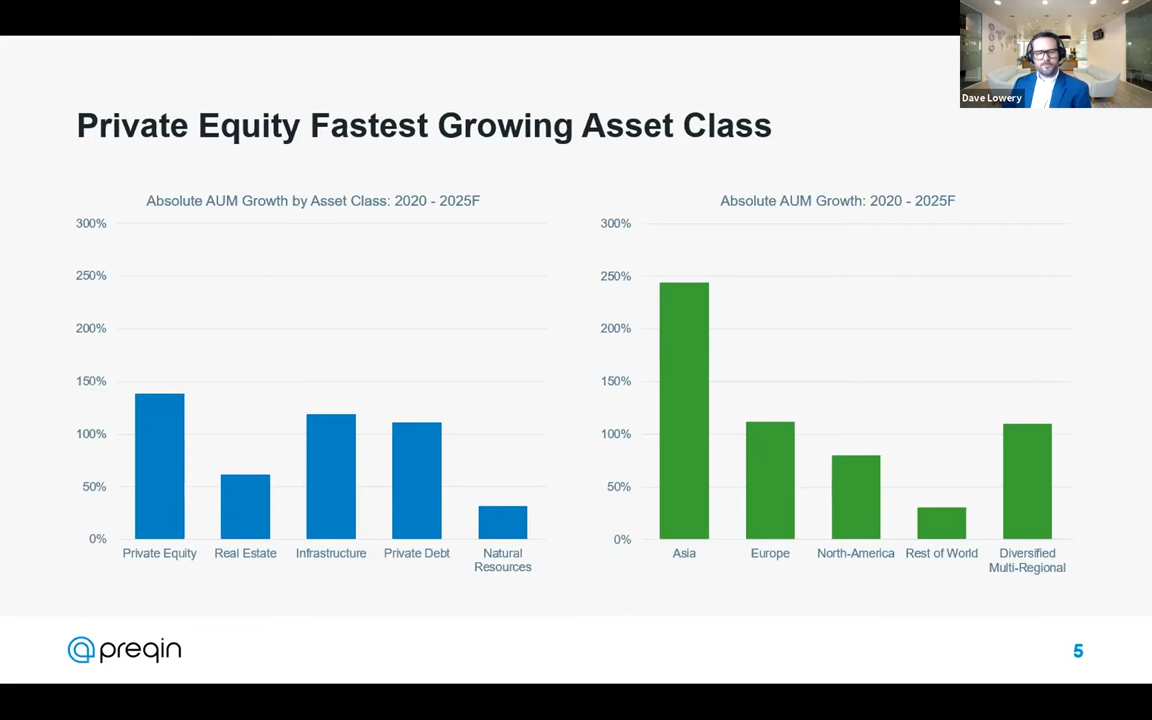 Dave Lowery
Private Equity Fastest Growing Asset Class
Absolute AUM Growth by Asset Class: 2020 - 2025F
300%
250%
200%
150%
100%
50%
0%
Private Equity
Real Estate
Infrastructure
Private Debt
Natural
Resources
Absolute AUM Growth: 2020 - 2025F
300%
250%
200%
150%
100%
50%
0%
Asia
Europe
North-America
Rest of World
Diversified
Multi-Regional
preqin
5